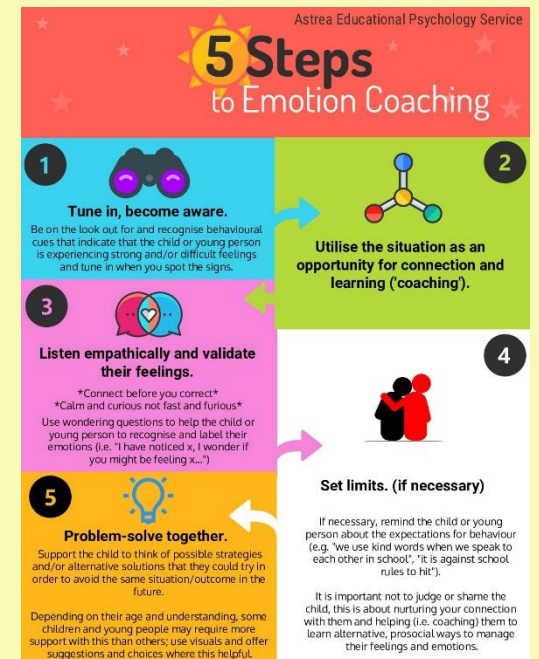 Astrea Educational Psychology Service
5 Steps
to Emotion Coaching
1
Tune in, become aware.
Be on the look out for and recognise behavioural
cues that indicate that the child or young person
is experiencing strong and/or difficult feelings
and tune in when you spot the signs.
2
Utilise the situation as an
opportunity for connection and
learning ('coaching').
3
Listen empathically and validate
their feelings.
*Connect before you correct*
*Calm and curious not fast and furious*
Use wondering questions to help the child or
young person to recognise and label their
emotions (i.e. "I have noticed x, I wonder if
you might be feeling x...")
4
Set limits. (if necessary)
If necessary, remind the child or young
person about the expectations for behaviour
(e.g. "we use kind words when we speak to
each other in school", "it is against school
rules to hit").
It is important not to judge or shame the
child, this is about nurturing your connection
with them and helping (i.e. coaching) them to
learn alternative, prosocial ways to manage
their feelings and emotions.
5
Problem-solve together.
Support the child to think of possible strategies
and/or alternative solutions that they could try in
order to avoid the same situation/outcome in the
future.
Depending on their age and understanding, some
children and young people may require more
support with this than others; use visuals and offer
suggestions and choices where this helpful.